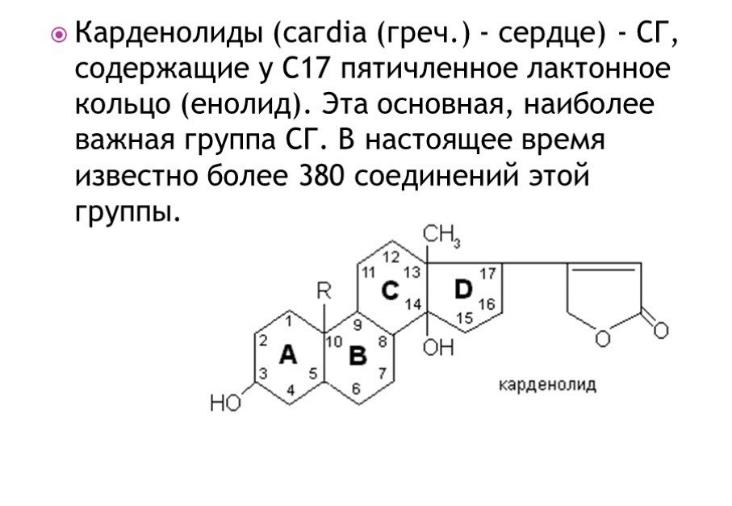 Карденолиды (cardia (греч.) - сердце) - СГ,
содержащие у С17 пятичленное лактонное
кольцо (енолид). Эта основная, наиболее
важная группа СГ. В настоящее время
известно более 380 соединений этой
группы.
CH3
12
11
13
17
C
D
R
14
16
1
9
15
2
10
8
OH
O
A
B
O
3
5
7
4
6
карденолид
HO